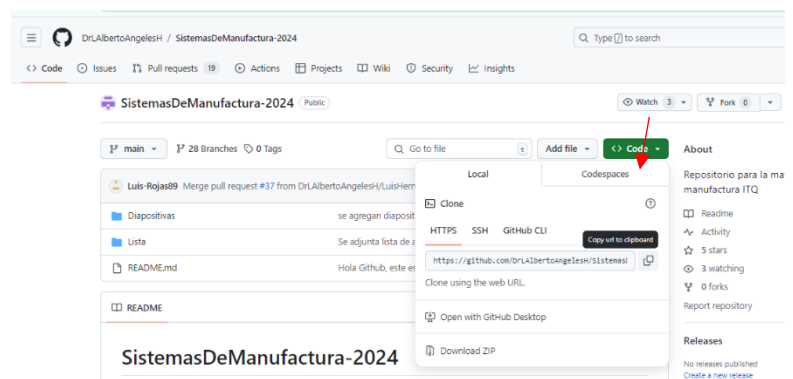 DrLAlbertoAngelesH / SistemasDeManufactura-2024
Type / to search
<> Code Issues Pull requests 19 Actions Projects Wiki Security Insights
SistemasDeManufactura-2024 Public
Watch 3 Fork 0
main 28 Branches 0 Tags Go to file t Add file <> Code
About
Luis-Rojas89 Merge pull request #37 from DrLAlbertoAngelesH/LuisHern
Diapositivas se agregan diaposit
Lista Se adjunta lista de a
README.md Hola Github, este es
README
SistemasDeManufactura-2024
Local Codespaces
Clone
HTTPS SSH GitHub CLI
Copy url to clipboard
https://github.com/DrLAlbertoAngelesH/Sistemas
Clone using the web URL.
Open with GitHub Desktop
Download ZIP
Repositorio para la ma
manufactura ITQ
Readme
Activity
5 stars
3 watching
0 forks
Report repository
Releases
No releases published
Create a new release